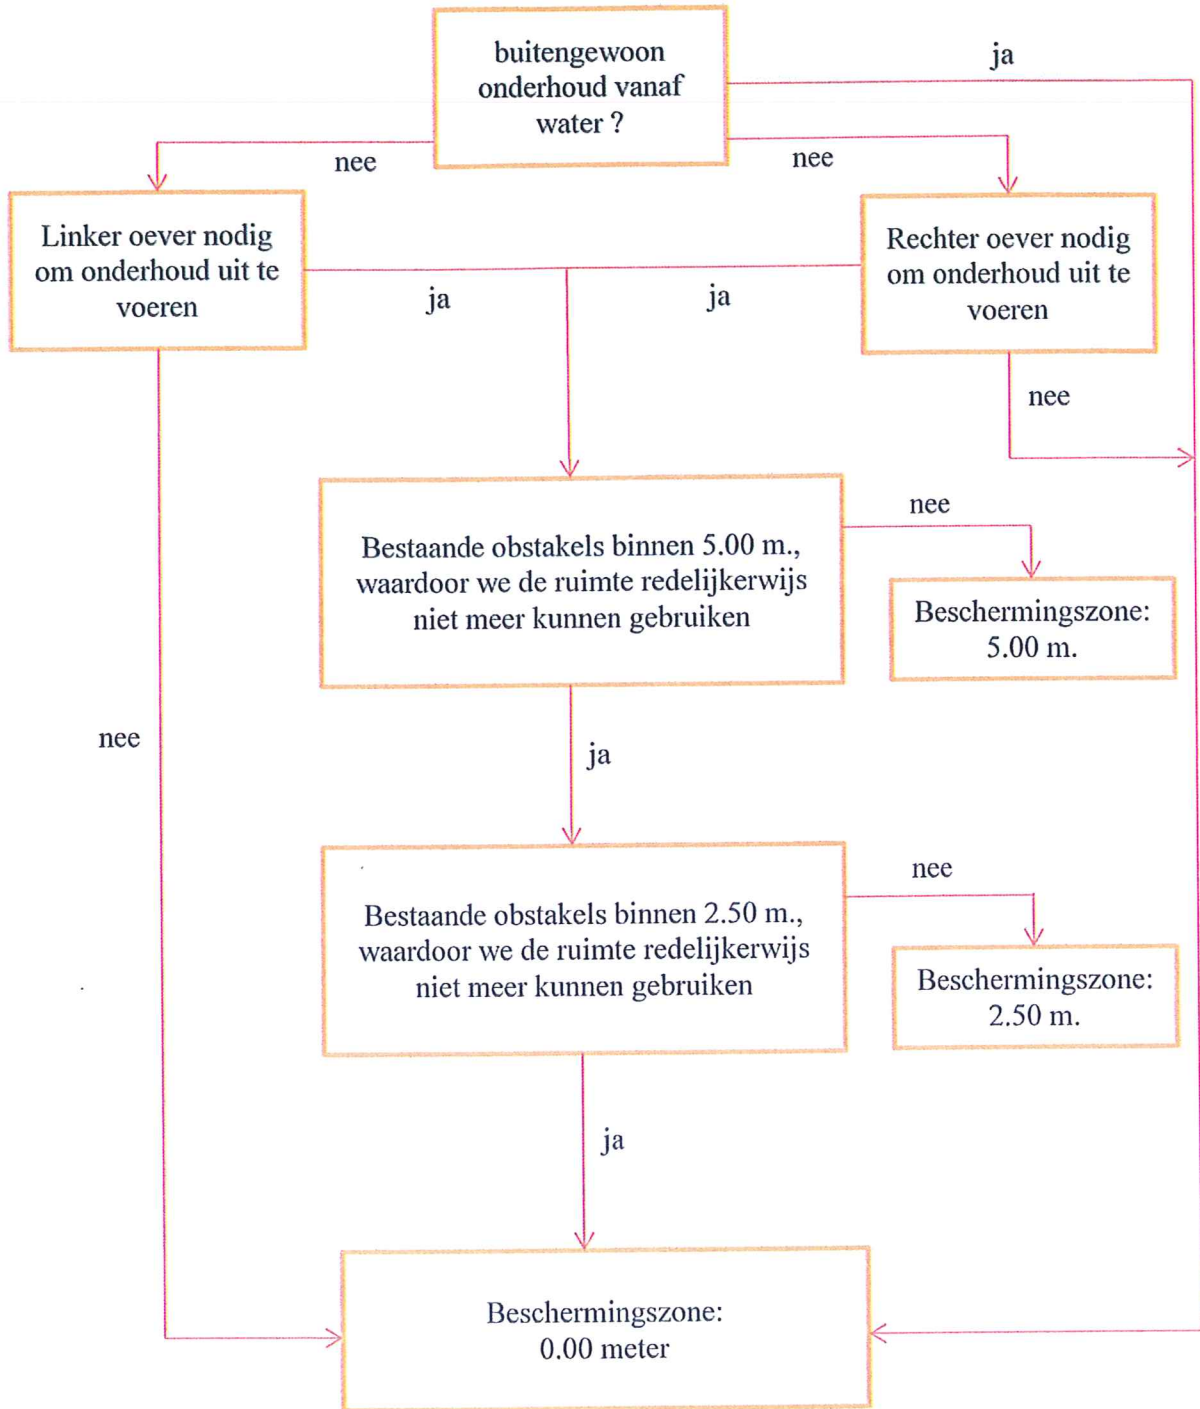 buitengewoon
onderhoud vanaf
water ?
ja
nee
nee
Linker oever nodig
om onderhoud uit te
voeren
Rechter oever nodig
om onderhoud uit te
voeren
ja
ja
nee
Bestaande obstakels binnen 5.00 m.,
waardoor we de ruimte redelijkerwijs
niet meer kunnen gebruiken
nee
Beschermingszone:
5.00 m.
nee
ja
Bestaande obstakels binnen 2.50 m.,
waardoor we de ruimte redelijkerwijs
niet meer kunnen gebruiken
nee
Beschermingszone:
2.50 m.
ja
Beschermingszone:
0.00 meter